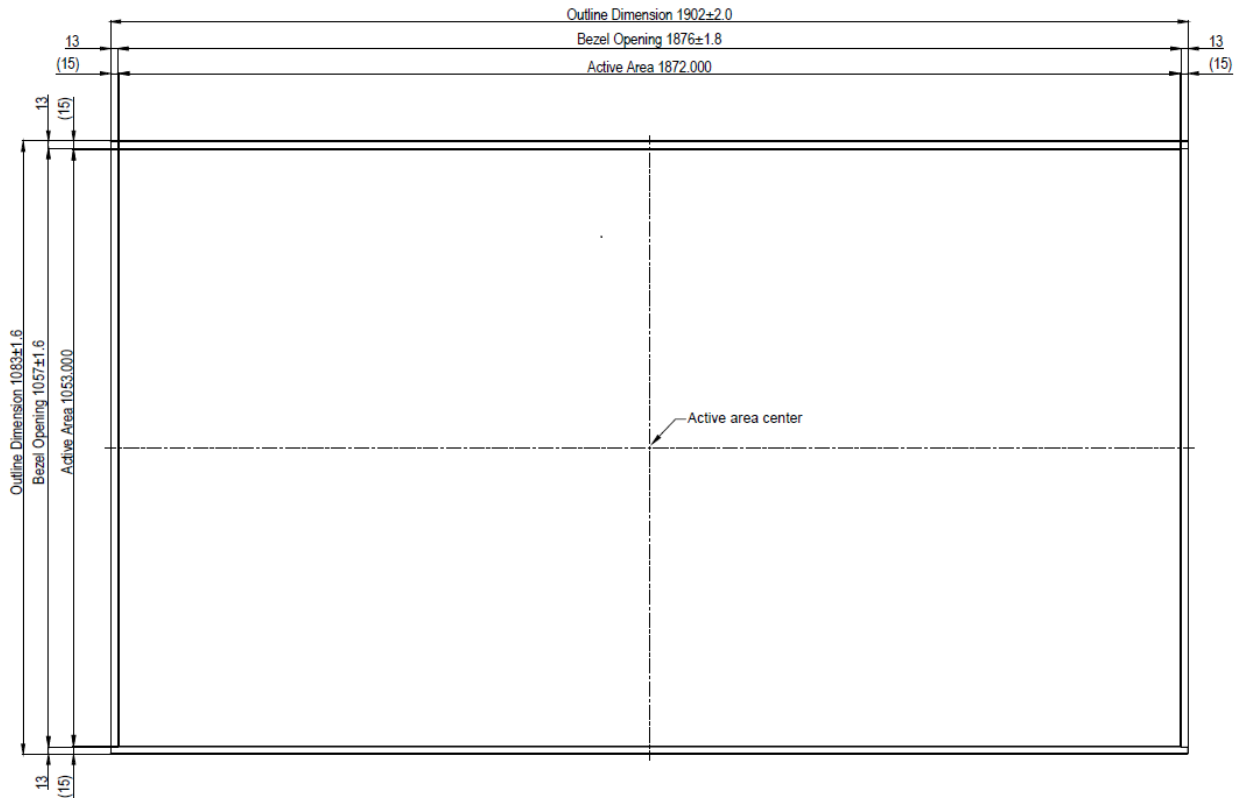 Outline Dimension 1902±2.0
13
Bezel Opening 1876±1.8
13
(15)
Active Area 1872.000
(15)
13
(15)
Outline Dimension 1083±1.6
Bezel Opening 1057±1.6
Active Area 1053.000
Active area center
13
(15)